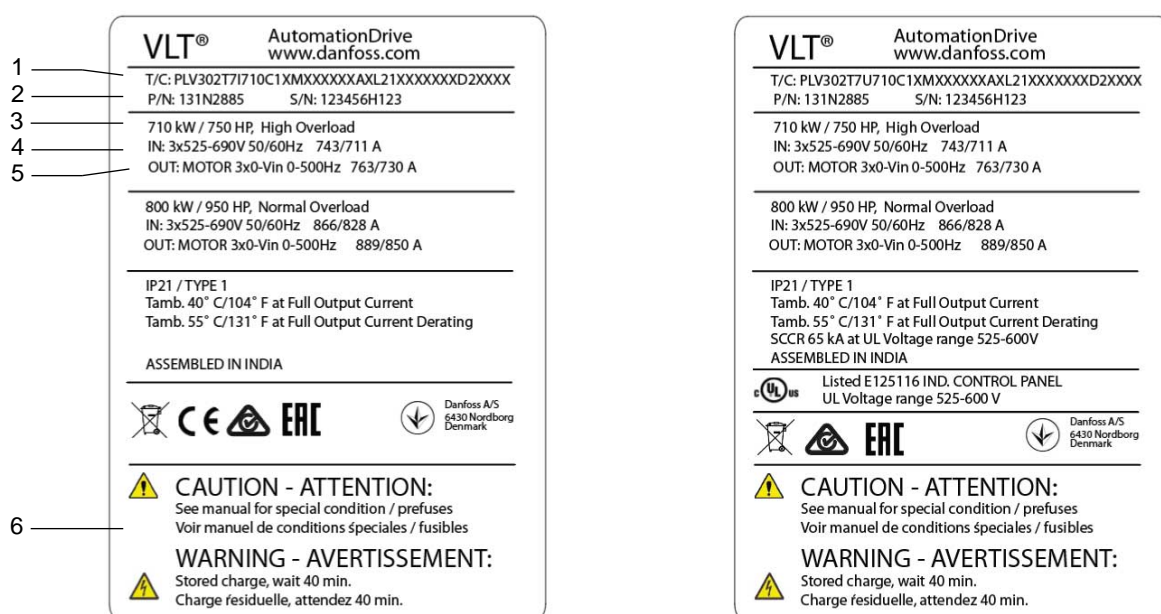 1
2
3
4
5
6
VLT® AutomationDrive
www.danfoss.com
T/C: PLV302T7I710C1XMXXXXXXAXL21XXXXXXXD2XXXX
P/N: 131N2885 S/N: 123456H123
710 kW / 750 HP, High Overload
IN: 3x525-690V 50/60Hz 743/711 A
OUT: MOTOR 3x0-Vin 0-500Hz 763/730 A
800 kW / 950 HP, Normal Overload
IN: 3x525-690V 50/60Hz 866/828 A
OUT: MOTOR 3x0-Vin 0-500Hz 889/850 A
IP21 / TYPE 1
Tamb. 40˚ C/104˚ F at Full Output Current
Tamb. 55˚ C/131˚ F at Full Output Current Derating
ASSEMBLED IN INDIA
CE EAC
Danfoss A/S
6430 Nordborg
Denmark
CAUTION - ATTENTION:
See manual for special condition / prefuses
Voir manuel de conditions śpeciales / fusibles
WARNING - AVERTISSEMENT:
Stored charge, wait 40 min.
Charge ŕesiduelle, attendez 40 min.
VLT® AutomationDrive
www.danfoss.com
T/C: PLV302T7U710C1XMXXXXXXAXL21XXXXXXXD2XXXX
P/N: 131N2885 S/N: 123456H123
710 kW / 750 HP, High Overload
IN: 3x525-690V 50/60Hz 743/711 A
OUT: MOTOR 3x0-Vin 0-500Hz 763/730 A
800 kW / 950 HP, Normal Overload
IN: 3x525-690V 50/60Hz 866/828 A
OUT: MOTOR 3x0-Vin 0-500Hz 889/850 A
IP21 / TYPE 1
Tamb. 40˚ C/104˚ F at Full Output Current
Tamb. 55˚ C/131˚ F at Full Output Current Derating
SCCR 65 kA at UL Voltage range 525-600V
ASSEMBLED IN INDIA
c UL us Listed E125116 IND. CONTROL PANEL
UL Voltage range 525-600 V
EAC
Danfoss A/S
6430 Nordborg
Denmark
CAUTION - ATTENTION:
See manual for special condition / prefuses
Voir manuel de conditions śpeciales / fusibles
WARNING - AVERTISSEMENT:
Stored charge, wait 40 min.
Charge ŕesiduelle, attendez 40 min.